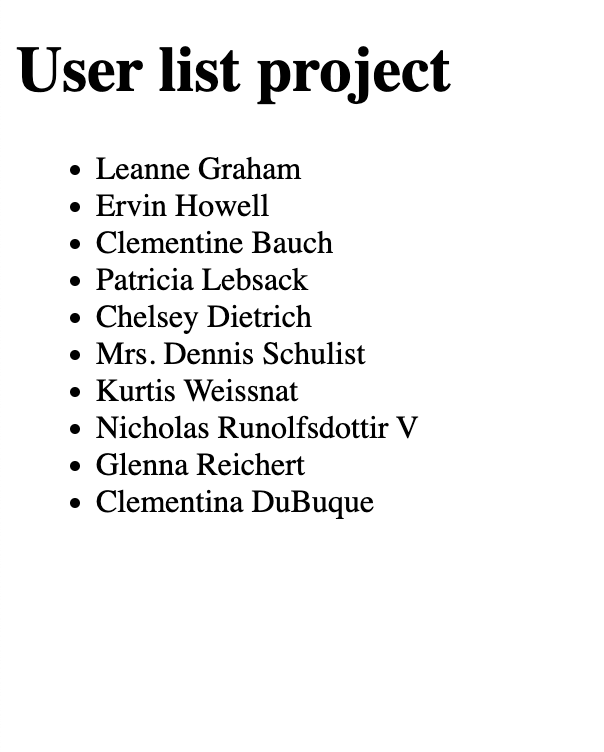 User list project
• Leanne Graham
• Ervin Howell
• Clementine Bauch
• Patricia Lebsack
• Chelsey Dietrich
• Mrs. Dennis Schulist
• Kurtis Weissnat
• Nicholas Runolfsdottir V
• Glenna Reichert
• Clementina DuBuque